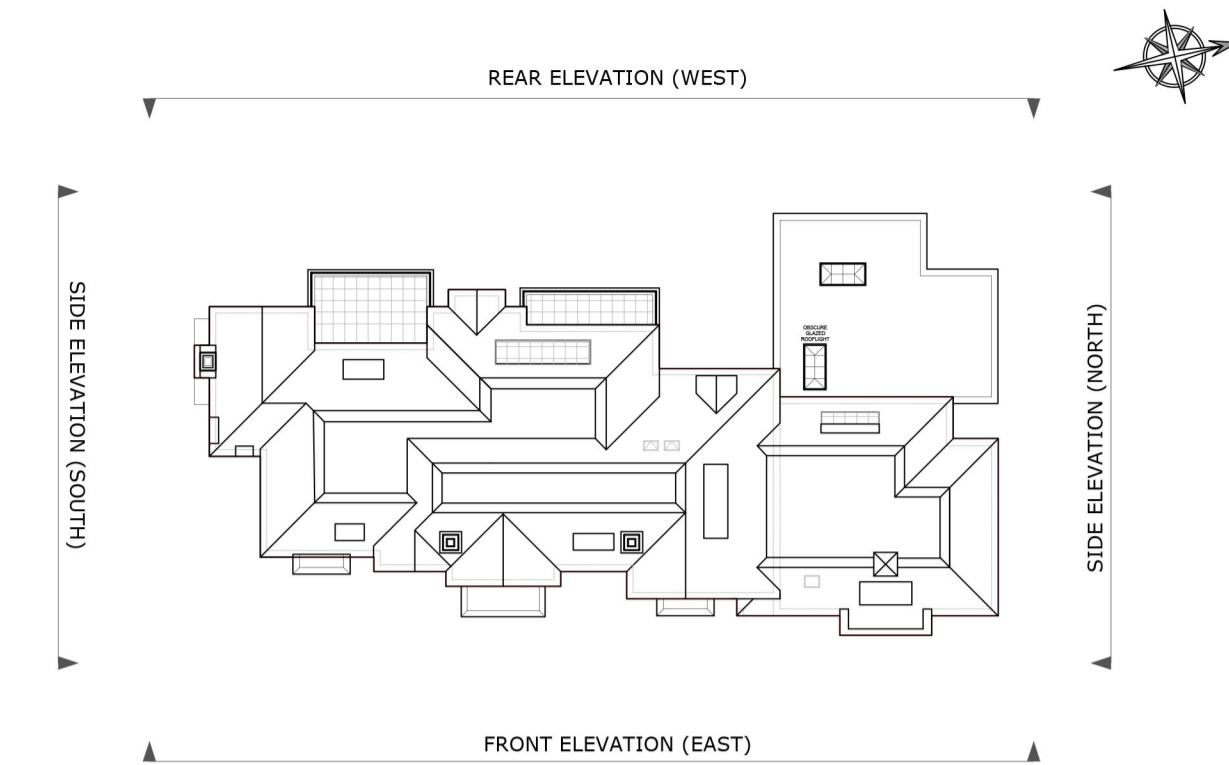 REAR ELEVATION (WEST)
SIDE ELEVATION (SOUTH)
OBSCURE
GLAZED
ROOFLIGHT
SIDE ELEVATION (NORTH)
FRONT ELEVATION (EAST)